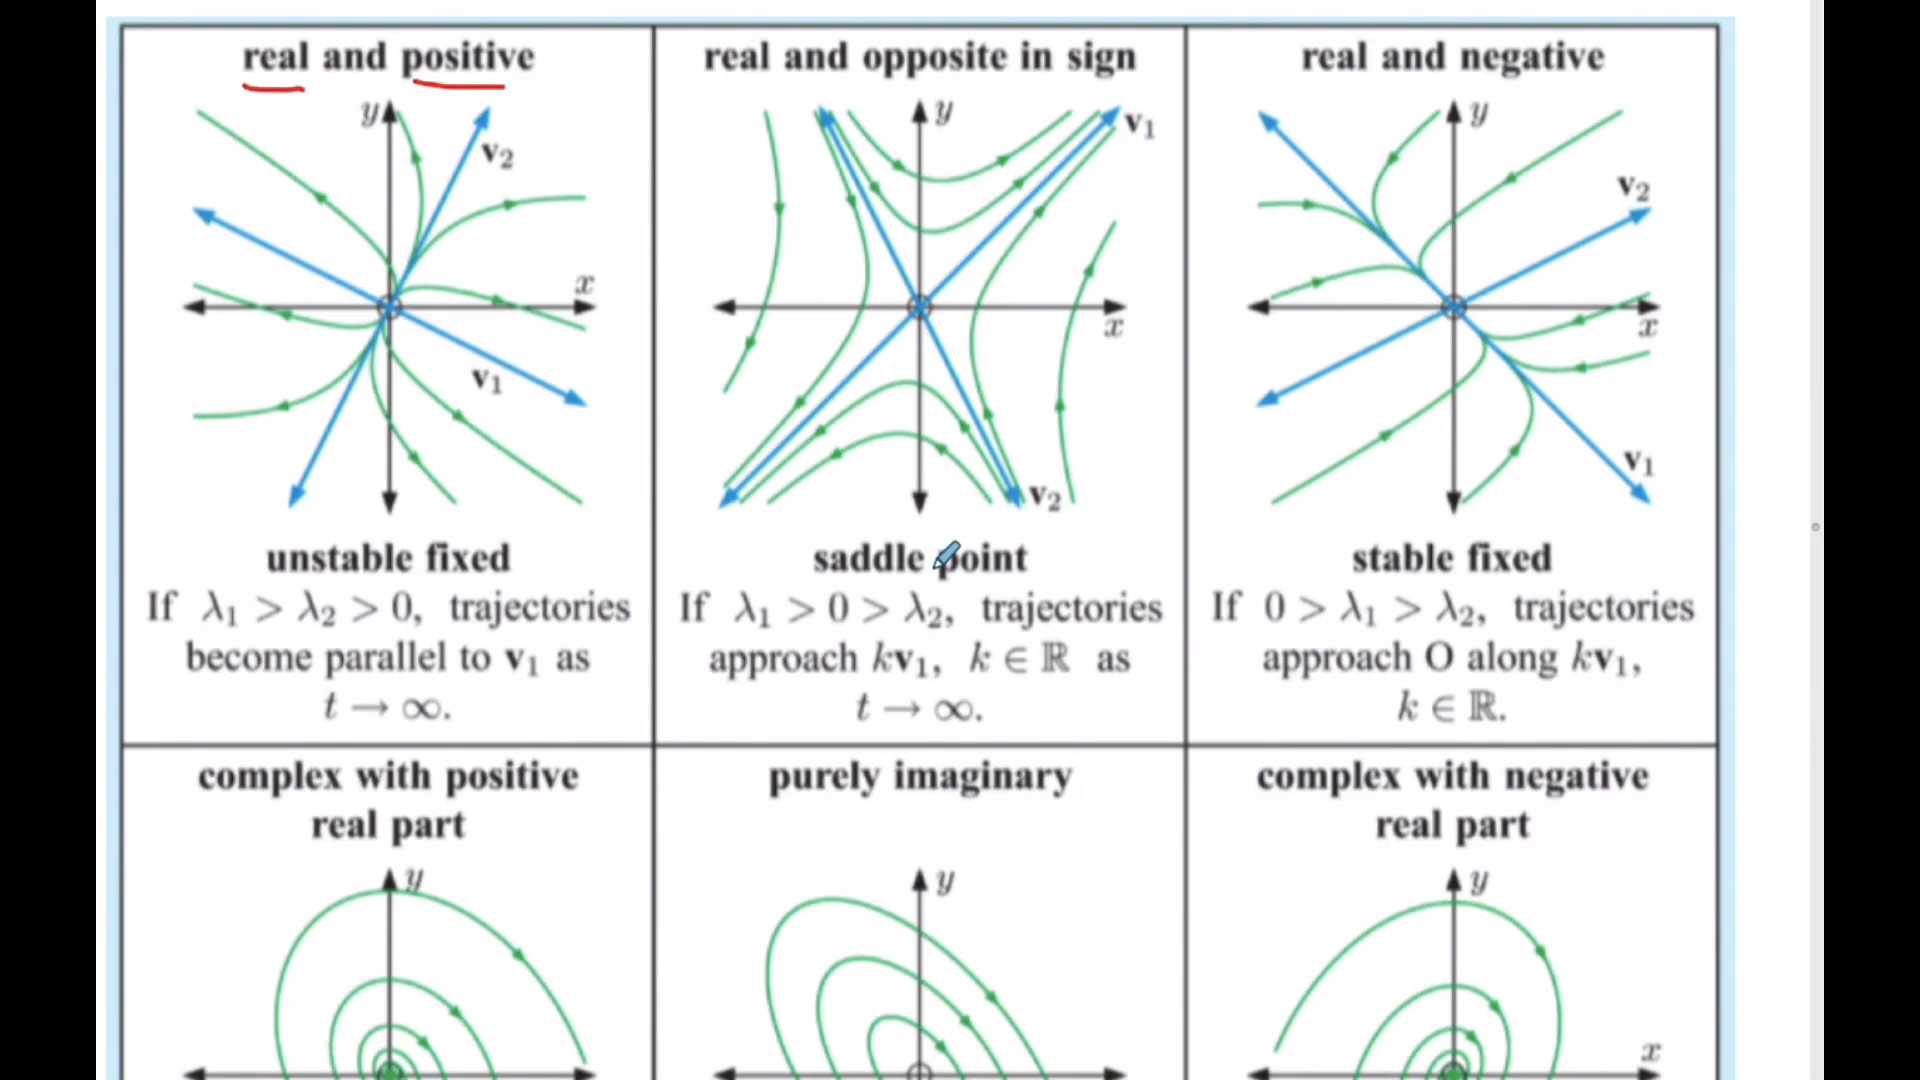 real and positive
y
v₂
x
v₁
unstable fixed
If λ₁ > λ₂ > 0, trajectories
become parallel to v₁ as
t → ∞.
real and opposite in sign
y
v₁
x
v₂
saddle point
If λ₁ > 0 > λ₂, trajectories
approach kv₁, k ∈ ℝ as
t → ∞.
real and negative
y
v₂
x
v₁
stable fixed
If 0 > λ₁ > λ₂, trajectories
approach O along kv₁,
k ∈ ℝ.
complex with positive
real part
y
purely imaginary
y
complex with negative
real part
y
x